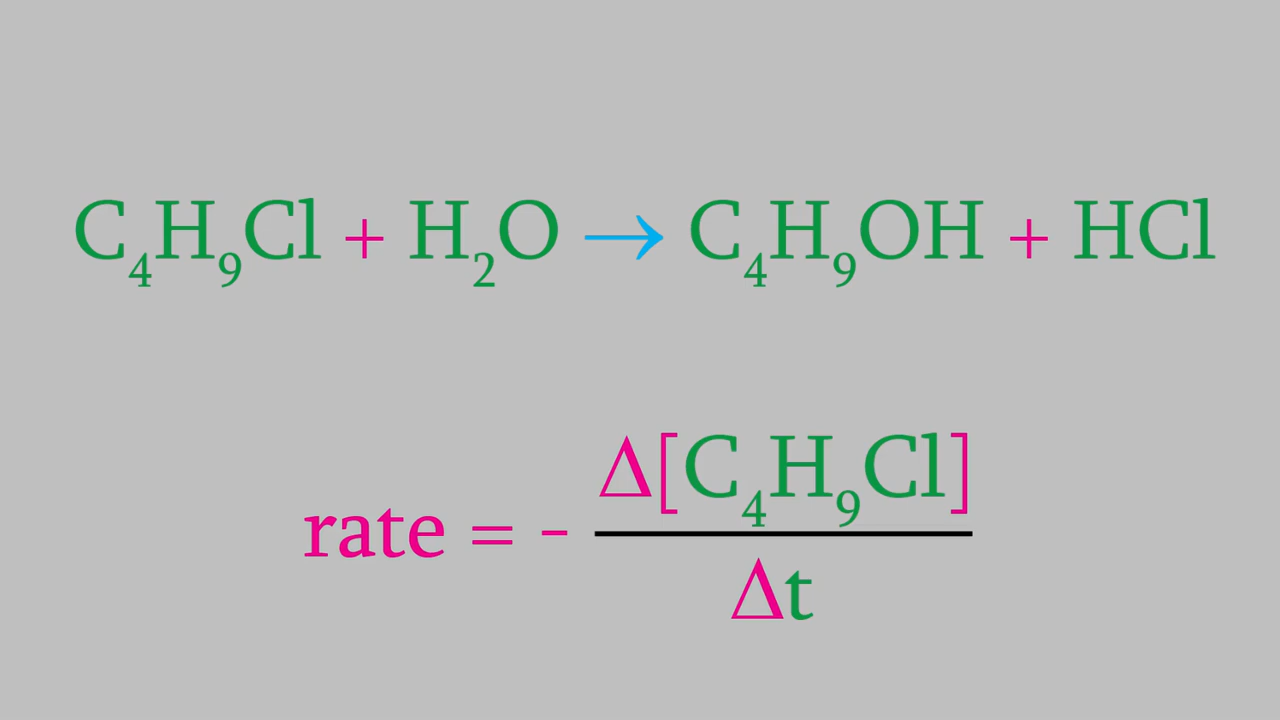 C₄H₉Cl + H₂O → C₄H₉OH + HCl
rate = - Δ[C₄H₉Cl] / Δt